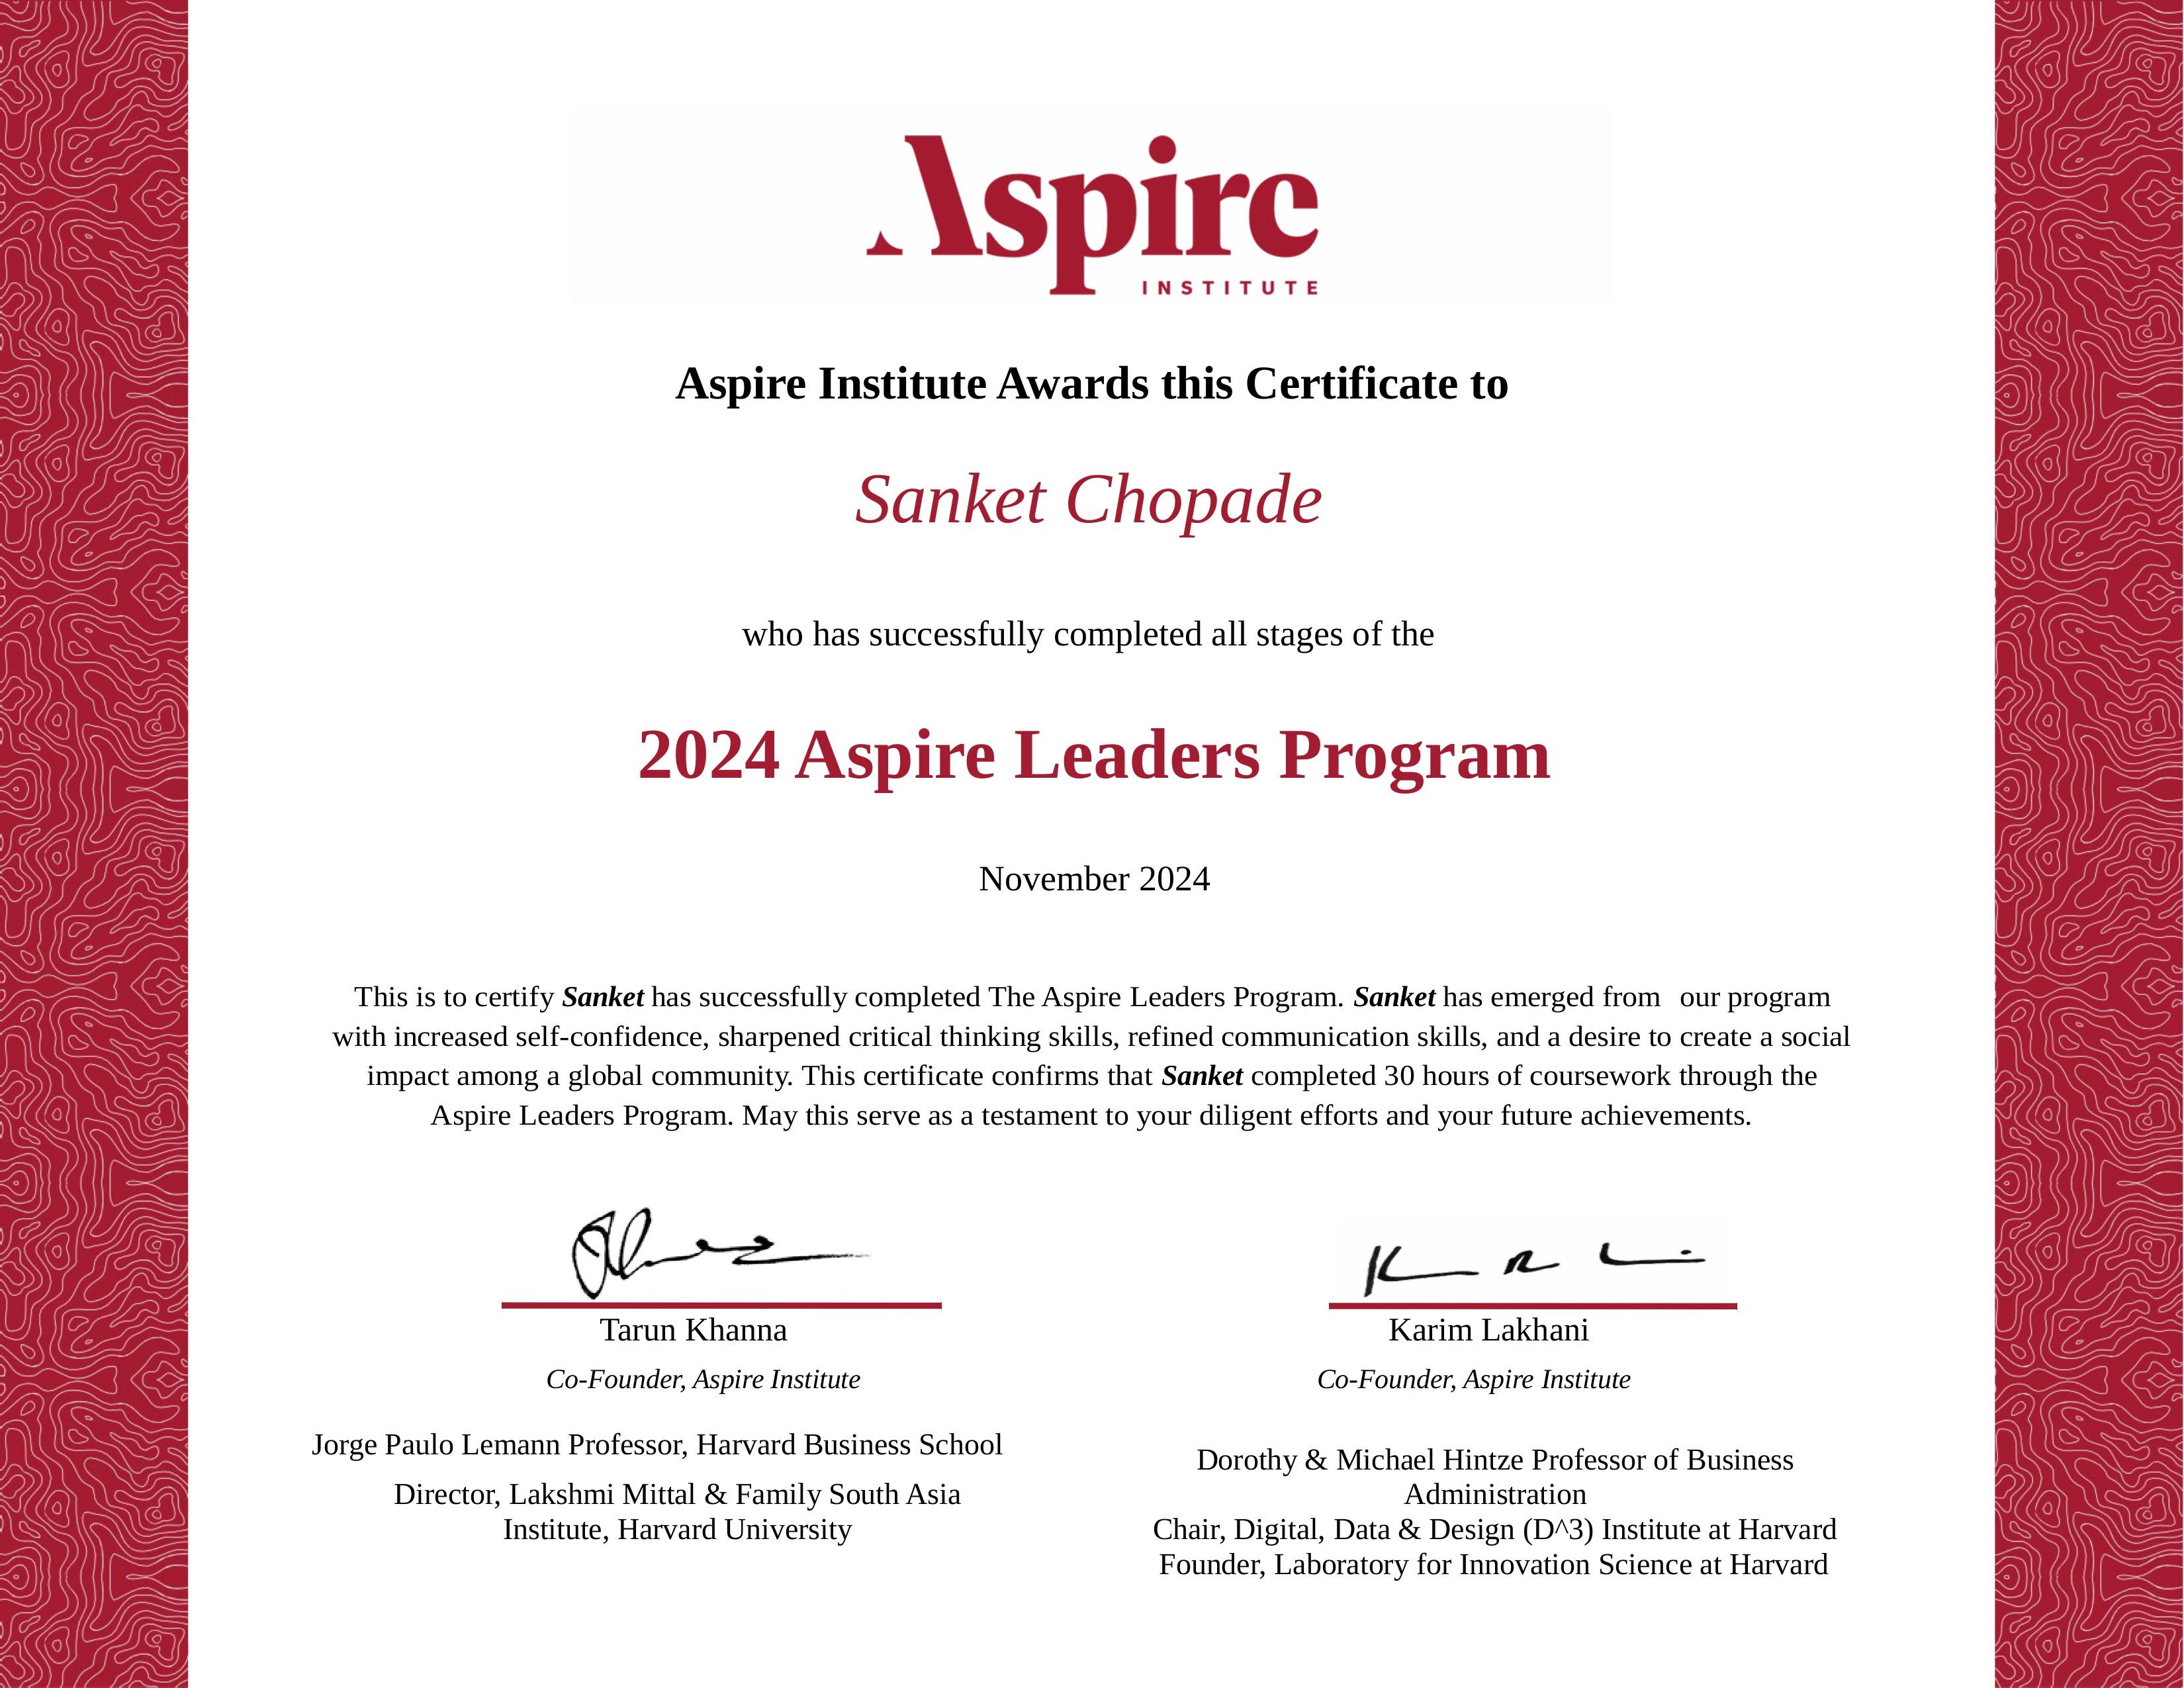 Aspire
INSTITUTE
Aspire Institute Awards this Certificate to
Sanket Chopade
who has successfully completed all stages of the
2024 Aspire Leaders Program
November 2024
This is to certify Sanket has successfully completed The Aspire Leaders Program. Sanket has emerged from our program
with increased self-confidence, sharpened critical thinking skills, refined communication skills, and a desire to create a social
impact among a global community. This certificate confirms that Sanket completed 30 hours of coursework through the
Aspire Leaders Program. May this serve as a testament to your diligent efforts and your future achievements.
Tarun Khanna
Co-Founder, Aspire Institute
Jorge Paulo Lemann Professor, Harvard Business School
Director, Lakshmi Mittal & Family South Asia
Institute, Harvard University
Karim Lakhani
Co-Founder, Aspire Institute
Dorothy & Michael Hintze Professor of Business
Administration
Chair, Digital, Data & Design (D^3) Institute at Harvard
Founder, Laboratory for Innovation Science at Harvard